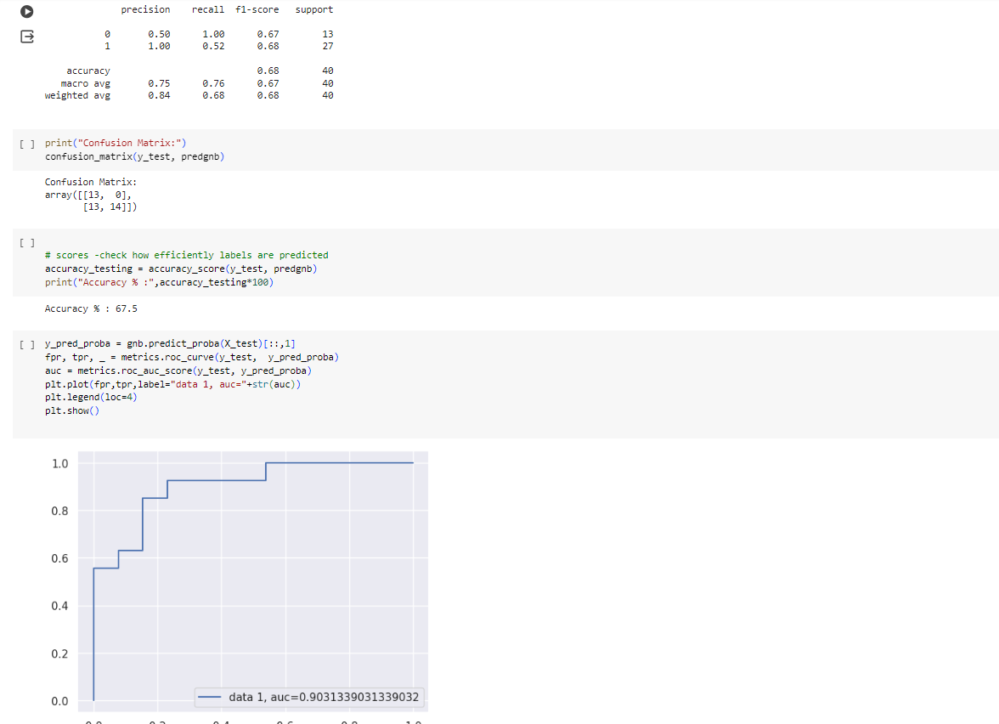 precision recall f1-score support
0 0.50 1.00 0.67 13
1 1.00 0.52 0.68 27
accuracy 0.68 40
macro avg 0.75 0.76 0.67 40
weighted avg 0.84 0.68 0.68 40
[ ] print("Confusion Matrix:")
confusion_matrix(y_test, predgnb)
Confusion Matrix:
array([[13, 0],
[13, 14]])
[ ]
# scores -check how efficiently labels are predicted
accuracy_testing = accuracy_score(y_test, predgnb)
print("Accuracy % :",accuracy_testing*100)
Accuracy % : 67.5
[ ] y_pred_proba = gnb.predict_proba(X_test)[::,1]
fpr, tpr, _ = metrics.roc_curve(y_test, y_pred_proba)
auc = metrics.roc_auc_score(y_test, y_pred_proba)
plt.plot(fpr,tpr,label="data 1, auc="+str(auc))
plt.legend(loc=4)
plt.show()
1.0
0.8
0.6
0.4
0.2
0.0
data 1, auc=0.9031339031339032